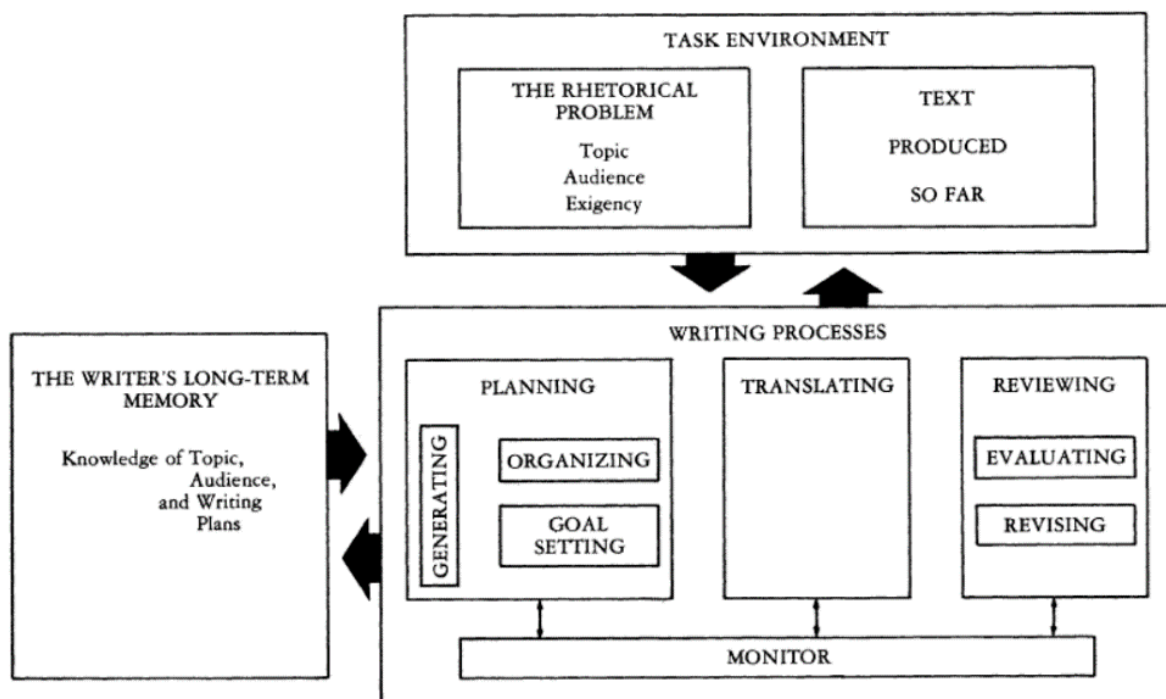 TASK ENVIRONMENT
THE RHETORICAL
PROBLEM
Topic
Audience
Exigency
TEXT
PRODUCED
SO FAR
WRITING PROCESSES
THE WRITER'S LONG-TERM
MEMORY
Knowledge of Topic,
Audience,
and Writing
Plans
PLANNING
GENERATING
ORGANIZING
GOAL
SETTING
TRANSLATING
REVIEWING
EVALUATING
REVISING
MONITOR